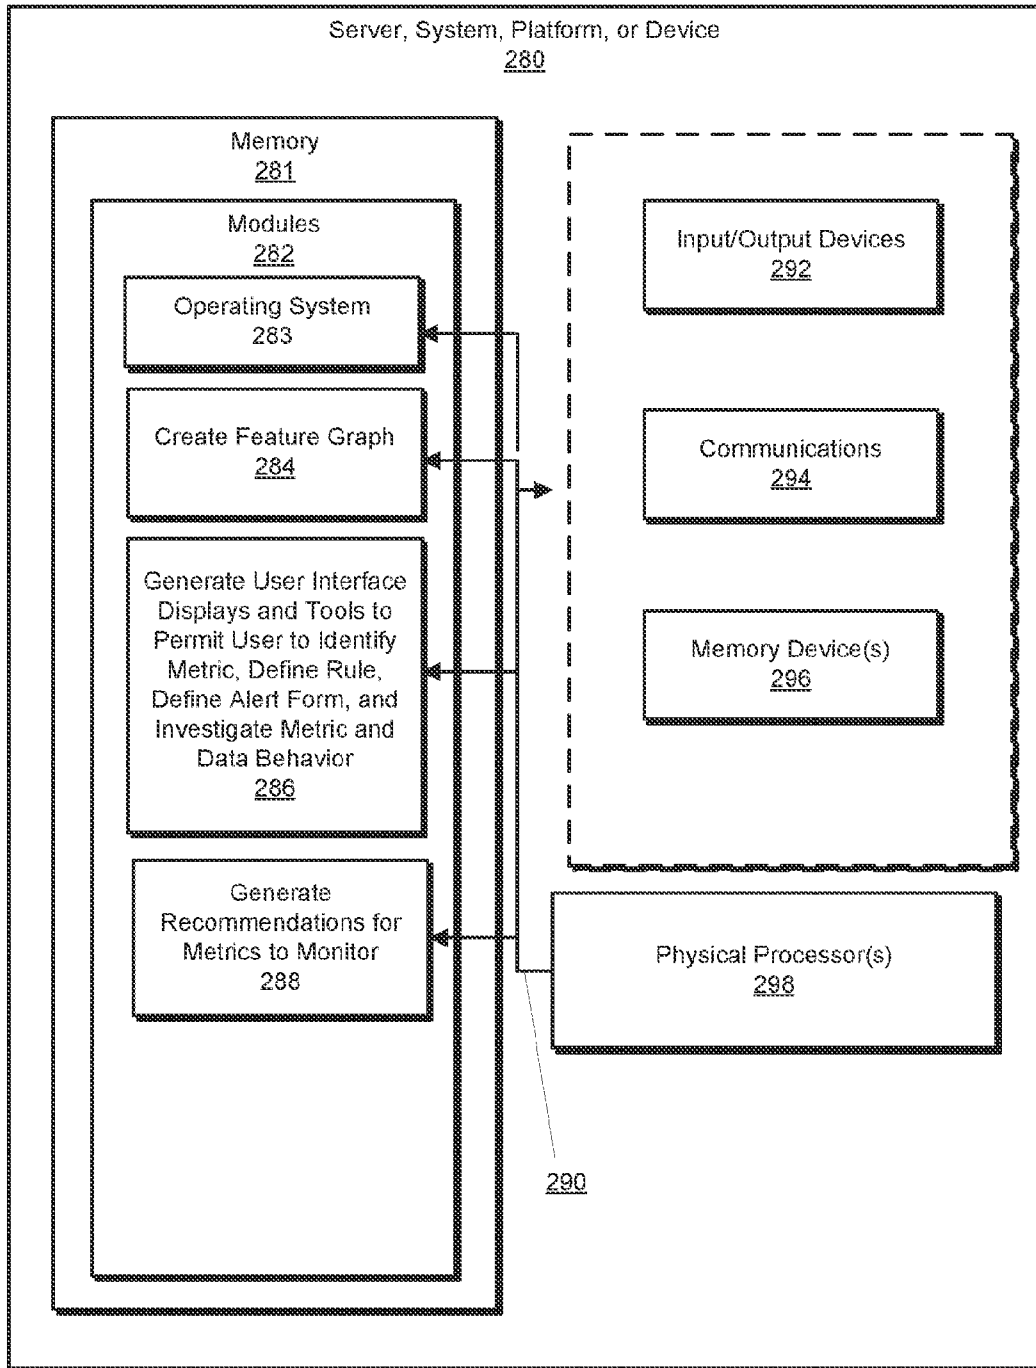 Server, System, Platform, or Device
280
Memory
281
Modules
282
Operating System
283
Create Feature Graph
284
Generate User Interface
Displays and Tools to
Permit User to Identify
Metric, Define Rule,
Define Alert Form, and
Investigate Metric and
Data Behavior
286
Generate
Recommendations for
Metrics to Monitor
288
Input/Output Devices
292
Communications
294
Memory Device(s)
296
Physical Processor(s)
298
290